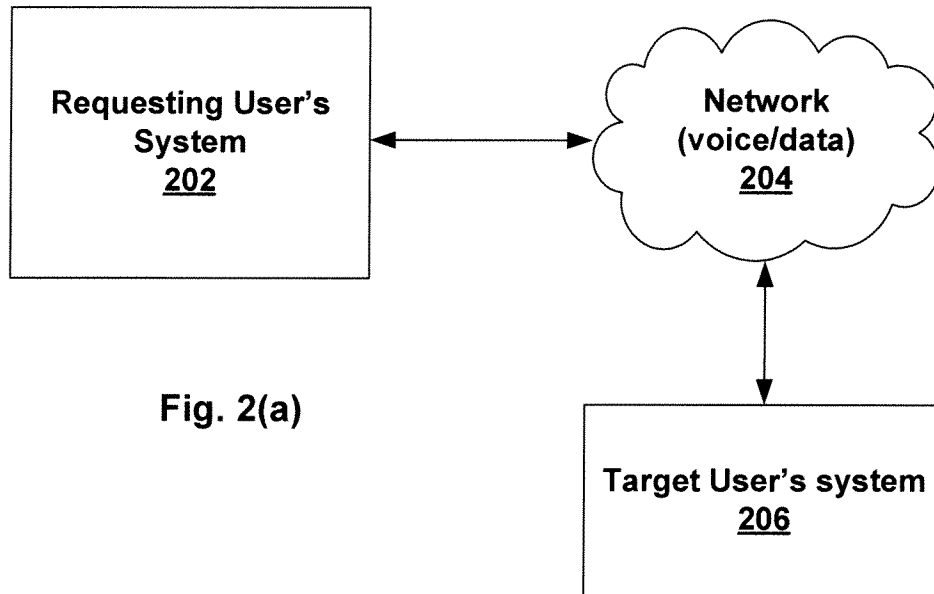 Requesting User's
System
202
Network
(voice/data)
204
Fig. 2(a)
Target User's system
206